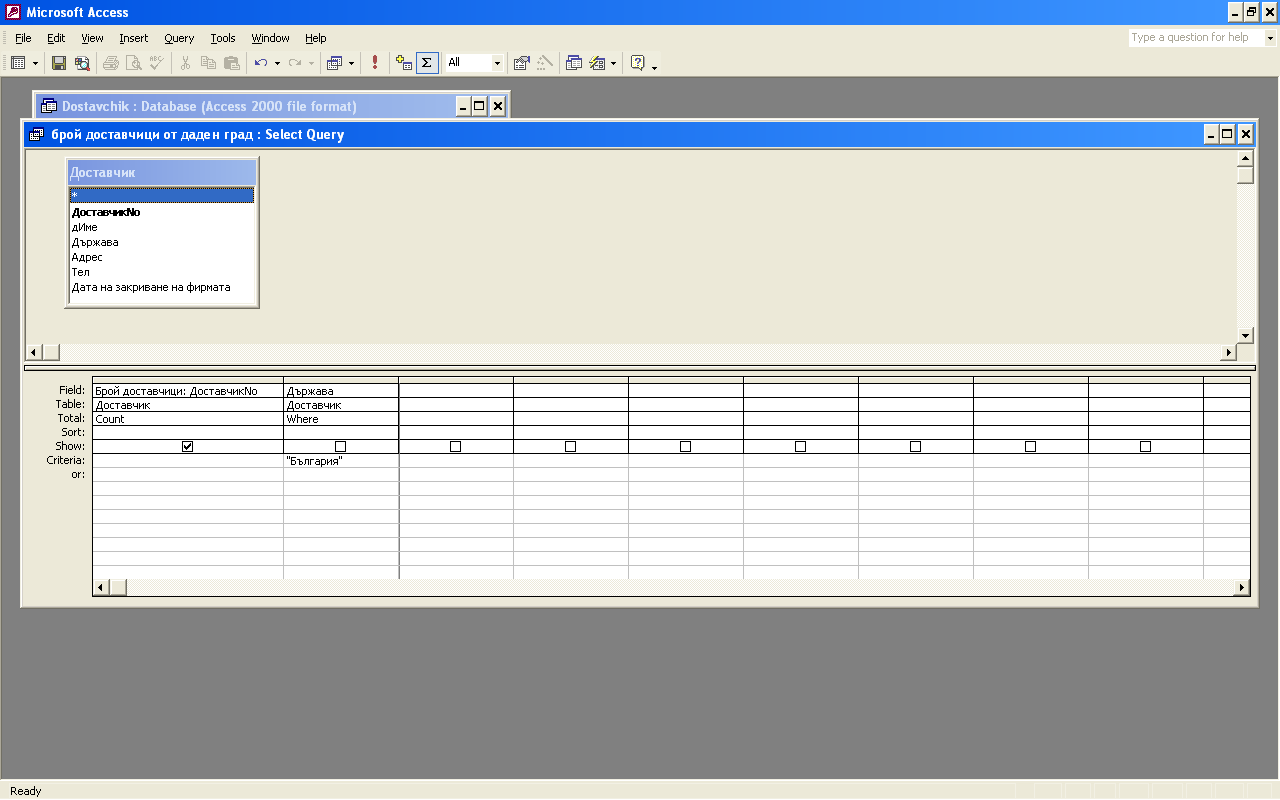 Microsoft Access
File Edit View Insert Query Tools Window Help
Type a question for help
ABC Σ All
Dostavchik : Database (Access 2000 file format)
брой доставчици от даден град : Select Query
Доставчик
*
ДоставчикNo
дИме
Държава
Адрес
Тел
Дата на закриване на фирмата
Field: Брой доставчици: ДоставчикNo Държава
Table: Доставчик Доставчик
Total: Count Where
Sort:
Show:
Criteria: "България"
or:
Ready